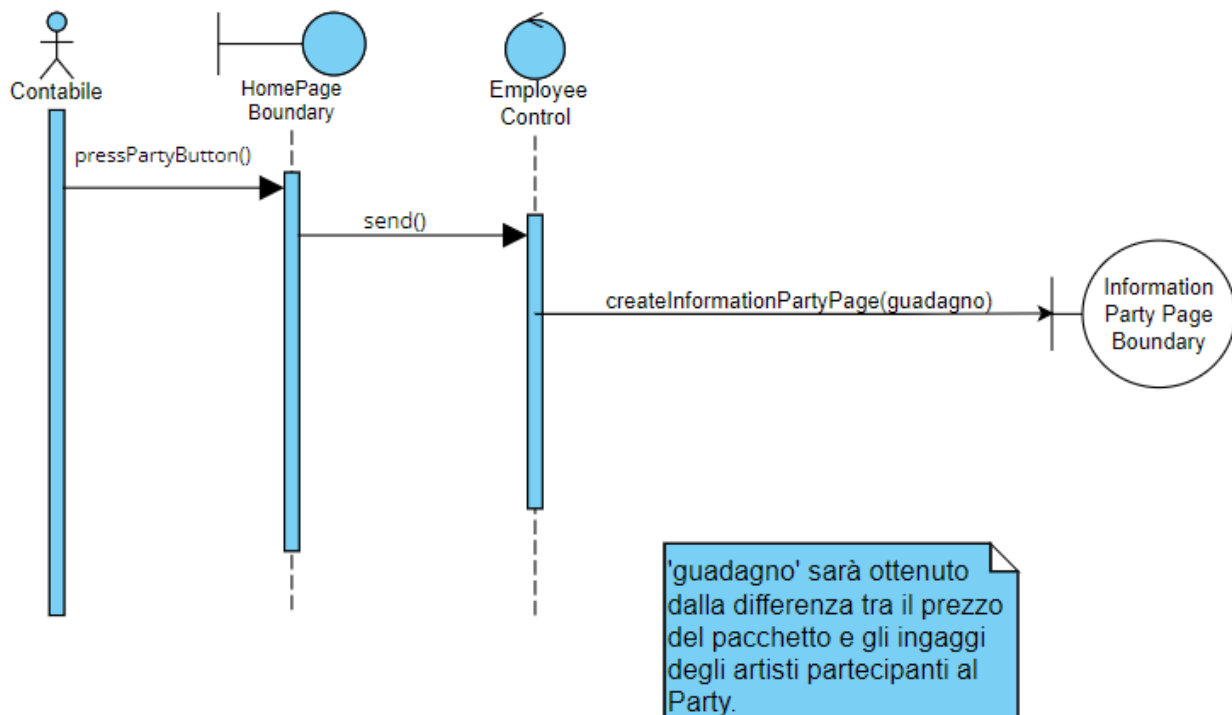 Contabile
HomePage
Boundary
Employee
Control
pressPartyButton()
send()
createInformationPartyPage(guadagno)
Information
Party Page
Boundary
'guadagno' sarà ottenuto
dalla differenza tra il prezzo
del pacchetto e gli ingaggi
degli artisti partecipanti al
Party.